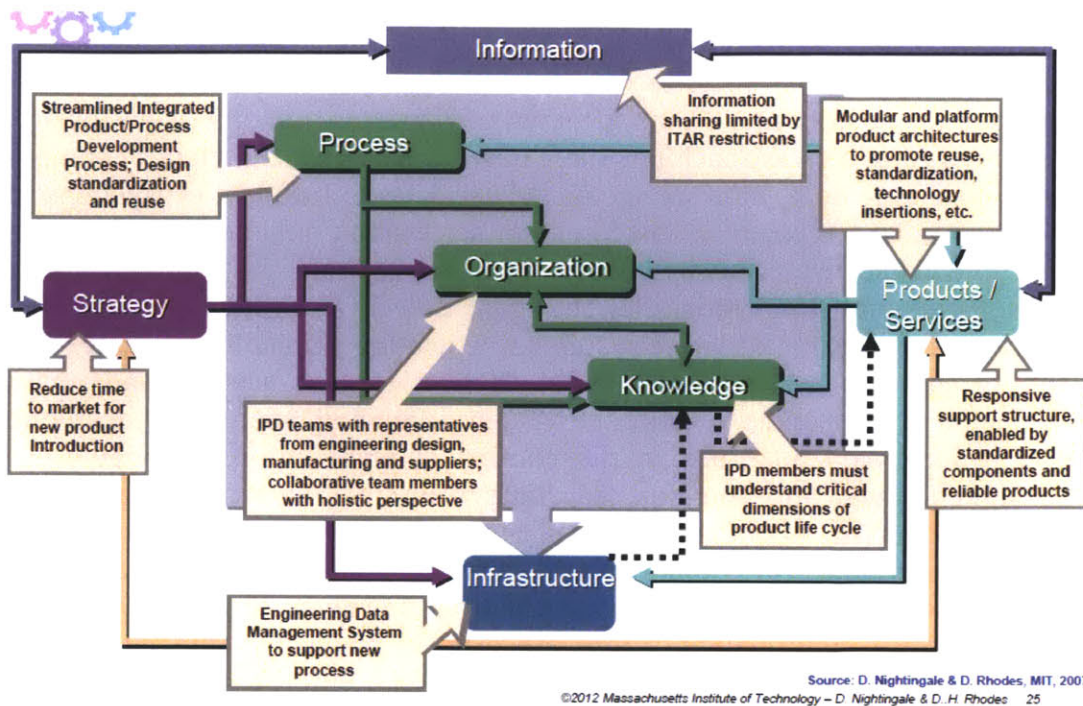 Information
Streamlined Integrated
Product/Process
Development
Process; Design
standardization
and reuse
Process
Information
sharing limited by
ITAR restrictions
Modular and platform
product architectures
to promote reuse,
standardization,
technology
insertions, etc.
Organization
Strategy
Products /
Services
Reduce time
to market for
new product
Introduction
Knowledge
IPD teams with representatives
from engineering design,
manufacturing and suppliers;
collaborative team members
with holistic perspective
IPD members must
understand critical
dimensions of
product life cycle
Responsive
support structure,
enabled by
standardized
components and
reliable products
Infrastructure
Engineering Data
Management System
to support new
process
Source: D. Nightingale & D. Rhodes, MIT, 2007
©2012 Massachusetts Institute of Technology – D. Nightingale & D..H. Rhodes 25